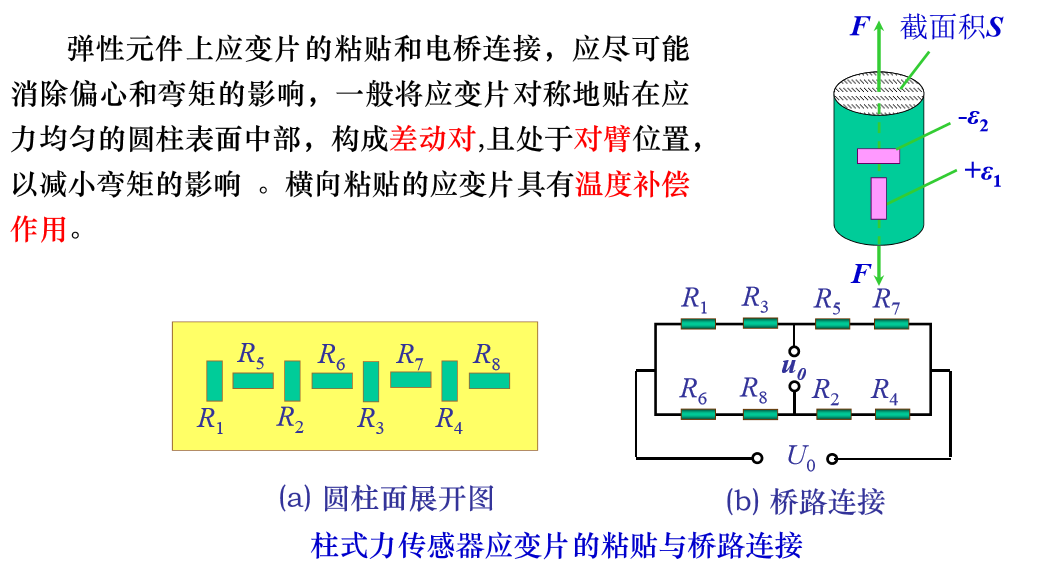 弹性元件上应变片的粘贴和电桥连接，应尽可能
消除偏心和弯矩的影响，一般将应变片对称地贴在应
力均匀的圆柱表面中部，构成差动对,且处于对臂位置，
以减小弯矩的影响 。横向粘贴的应变片具有温度补偿
作用。
F 截面积S
-ε2
+ε1
F
R5 R6 R7 R8
R1 R2 R3 R4
(a) 圆柱面展开图
R1 R3 R5 R7
u0
R6 R8 R2 R4
U0
(b) 桥路连接
柱式力传感器应变片的粘贴与桥路连接